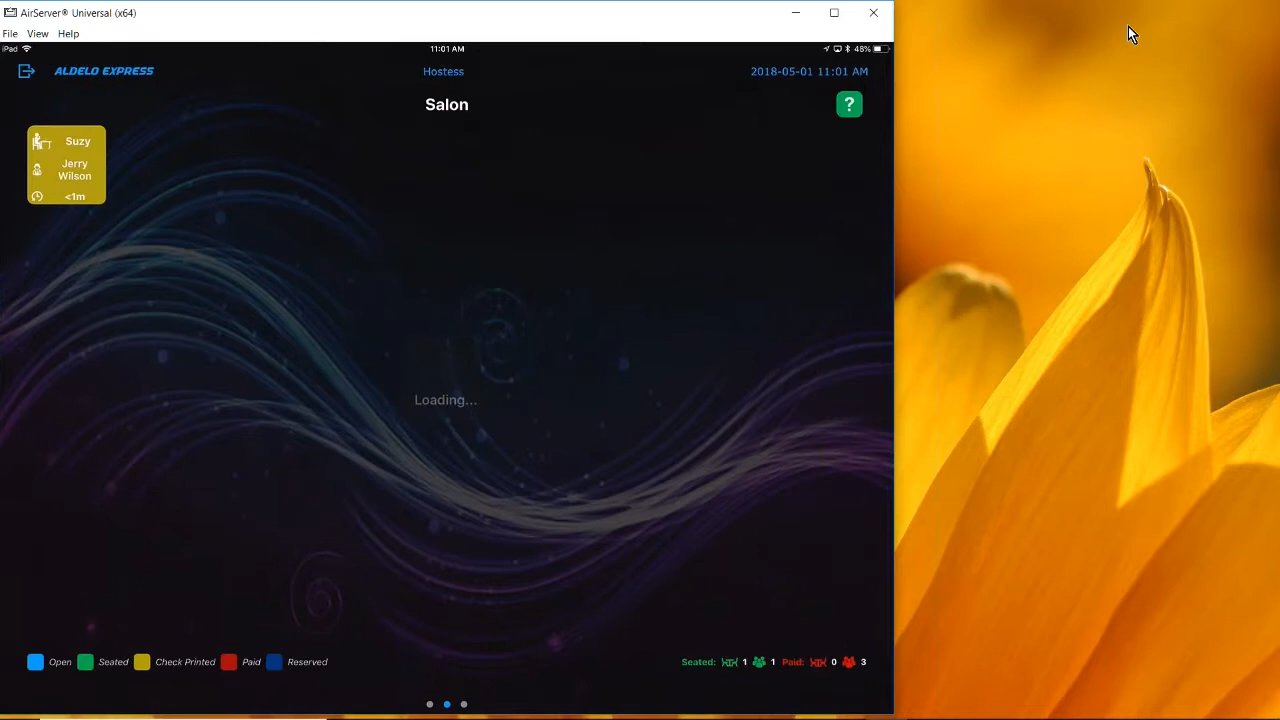 AirServer® Universal (x64)
File View Help
iPad 11:01 AM 48%
ALDELO EXPRESS Hostess 2018-05-01 11:01 AM
Salon ?
Suzy
Jerry
Wilson
<1m
Loading...
Open Seated Check Printed Paid Reserved Seated: 1 1 Paid: 0 3